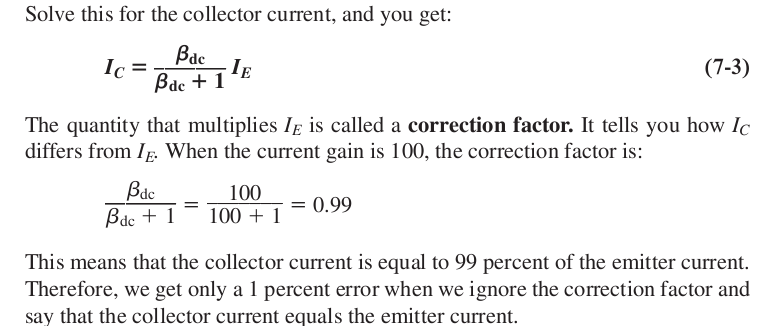 Solve this for the collector current, and you get:
I_C = β_dc / (β_dc + 1) I_E (7-3)
The quantity that multiplies I_E is called a correction factor. It tells you how I_C
differs from I_E. When the current gain is 100, the correction factor is:
β_dc / (β_dc + 1) = 100 / (100 + 1) = 0.99
This means that the collector current is equal to 99 percent of the emitter current.
Therefore, we get only a 1 percent error when we ignore the correction factor and
say that the collector current equals the emitter current.